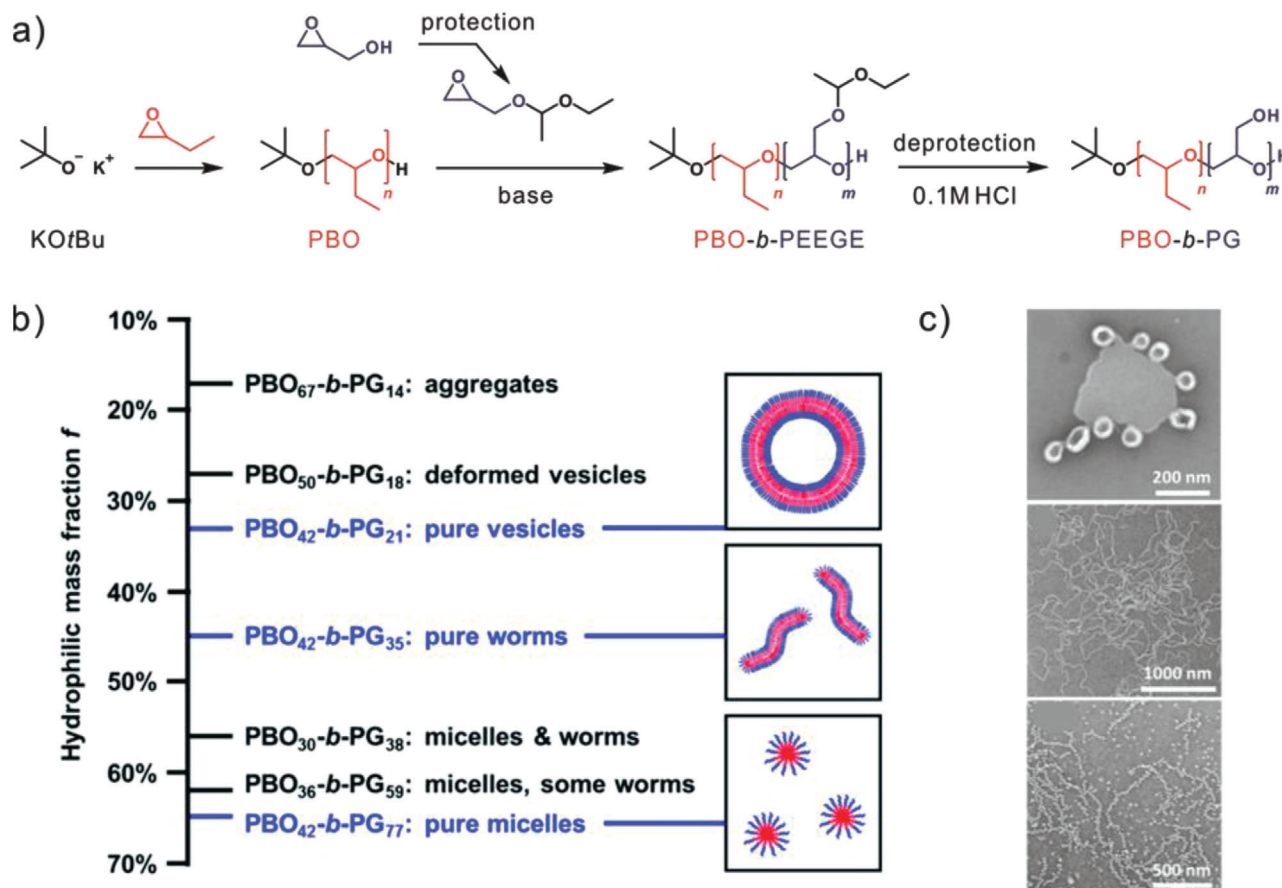 a)
protection
O
OH
O
O
O
O
O
O
O⁻ K⁺
O
O
H
n
base
O
O
O
H
n
m
deprotection
0.1M HCl
OH
O
O
O
H
n
m
KOtBu
PBO
PBO-b-PEEGE
PBO-b-PG
b)
Hydrophilic mass fraction f
10%
20%
30%
40%
50%
60%
70%
PBO₆₇-b-PG₁₄: aggregates
PBO₅₀-b-PG₁₈: deformed vesicles
PBO₄₂-b-PG₂₁: pure vesicles
PBO₄₂-b-PG₃₅: pure worms
PBO₃₀-b-PG₃₈: micelles & worms
PBO₃₆-b-PG₅₉: micelles, some worms
PBO₄₂-b-PG₇₇: pure micelles
c)
200 nm
1000 nm
500 nm